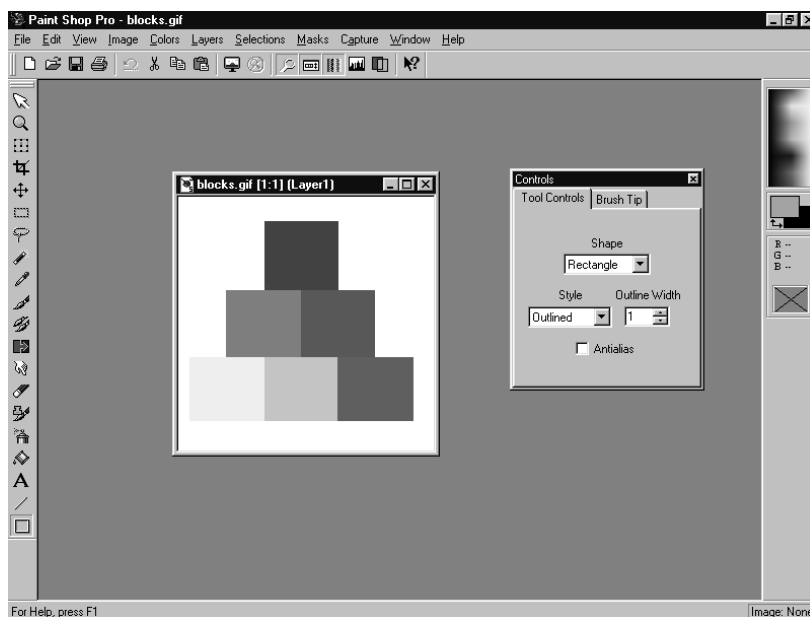 Paint Shop Pro - blocks.gif
File Edit View Image Colors Layers Selections Masks Capture Window Help
blocks.gif [1:1] (Layer1)
Controls
Tool Controls Brush Tip
Shape
Rectangle
Style Outline Width
Outlined 1
Antialias
R --
G --
B --
A
For Help, press F1 Image: None